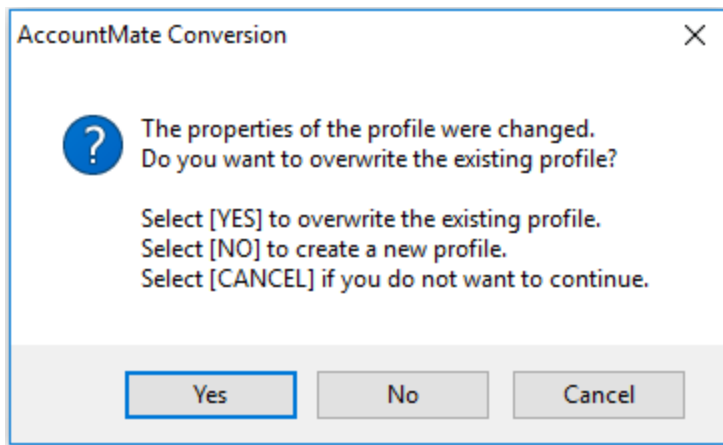 AccountMate Conversion
The properties of the profile were changed.
Do you want to overwrite the existing profile?
Select [YES] to overwrite the existing profile.
Select [NO] to create a new profile.
Select [CANCEL] if you do not want to continue.
Yes
No
Cancel